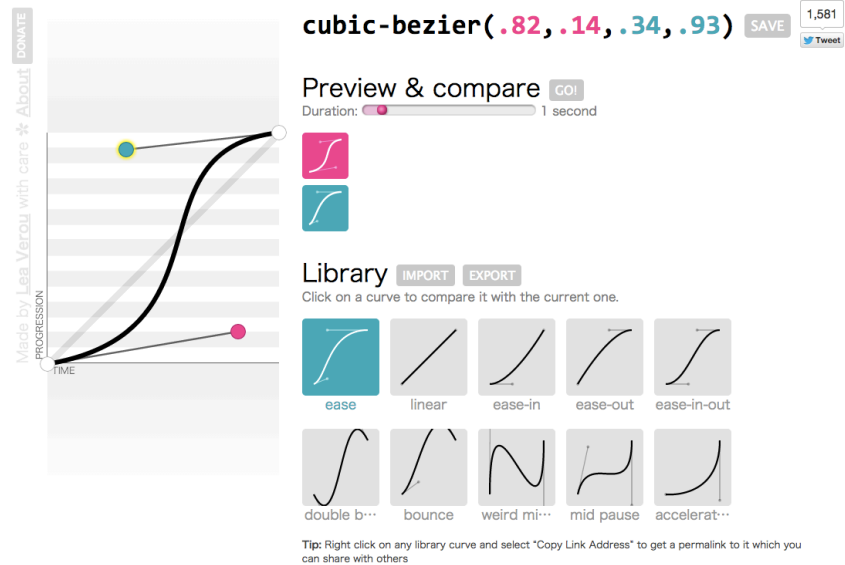 DONATE
Made by Lea Verou with care ✲ About
PROGRESSION
TIME
cubic-bezier(.82,.14,.34,.93)
SAVE
1,581
Tweet
Preview & compare GO!
Duration: 1 second
Library IMPORT EXPORT
Click on a curve to compare it with the current one.
ease linear ease-in ease-out ease-in-out
double b… bounce weird mi… mid pause accelerat…
Tip: Right click on any library curve and select “Copy Link Address” to get a permalink to it which you
can share with others